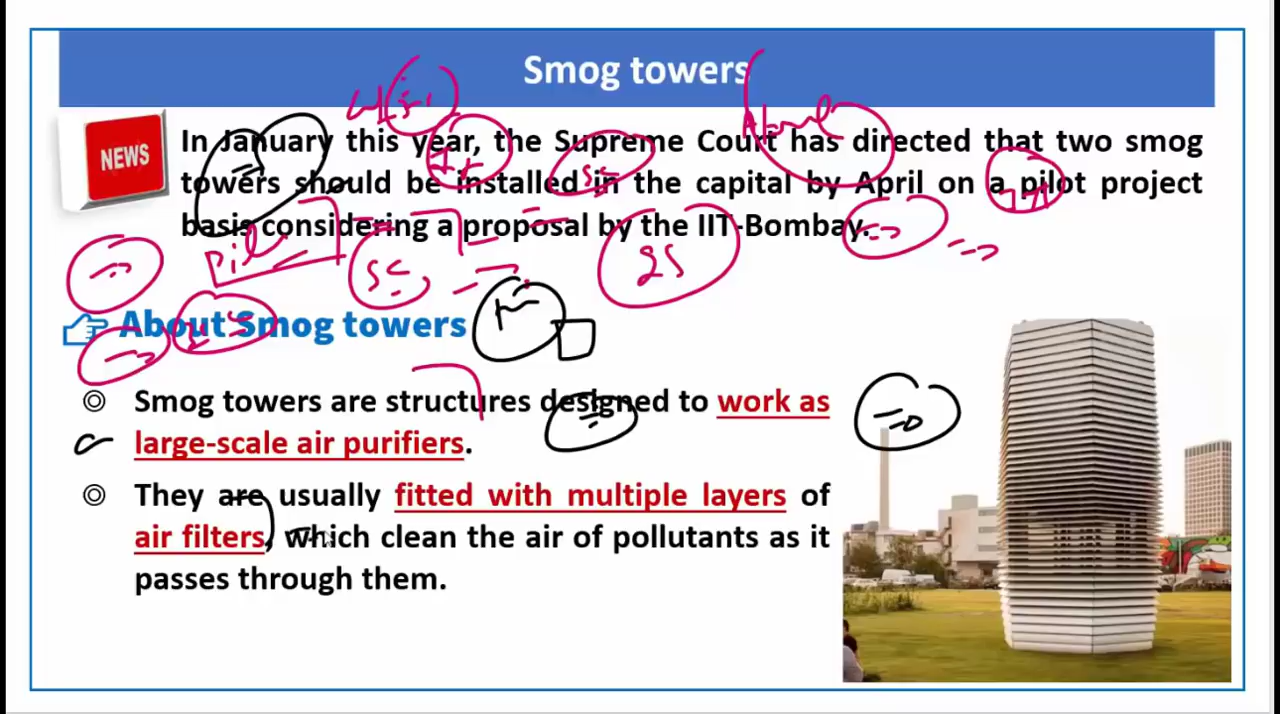 Smog towers
NEWS
In January this year, the Supreme Court has directed that two smog
towers should be installed in the capital by April on a pilot project
basis considering a proposal by the IIT-Bombay.
SC
2S
About Smog towers
Smog towers are structures designed to work as
large-scale air purifiers.
They are usually fitted with multiple layers of
air filters, which clean the air of pollutants as it
passes through them.